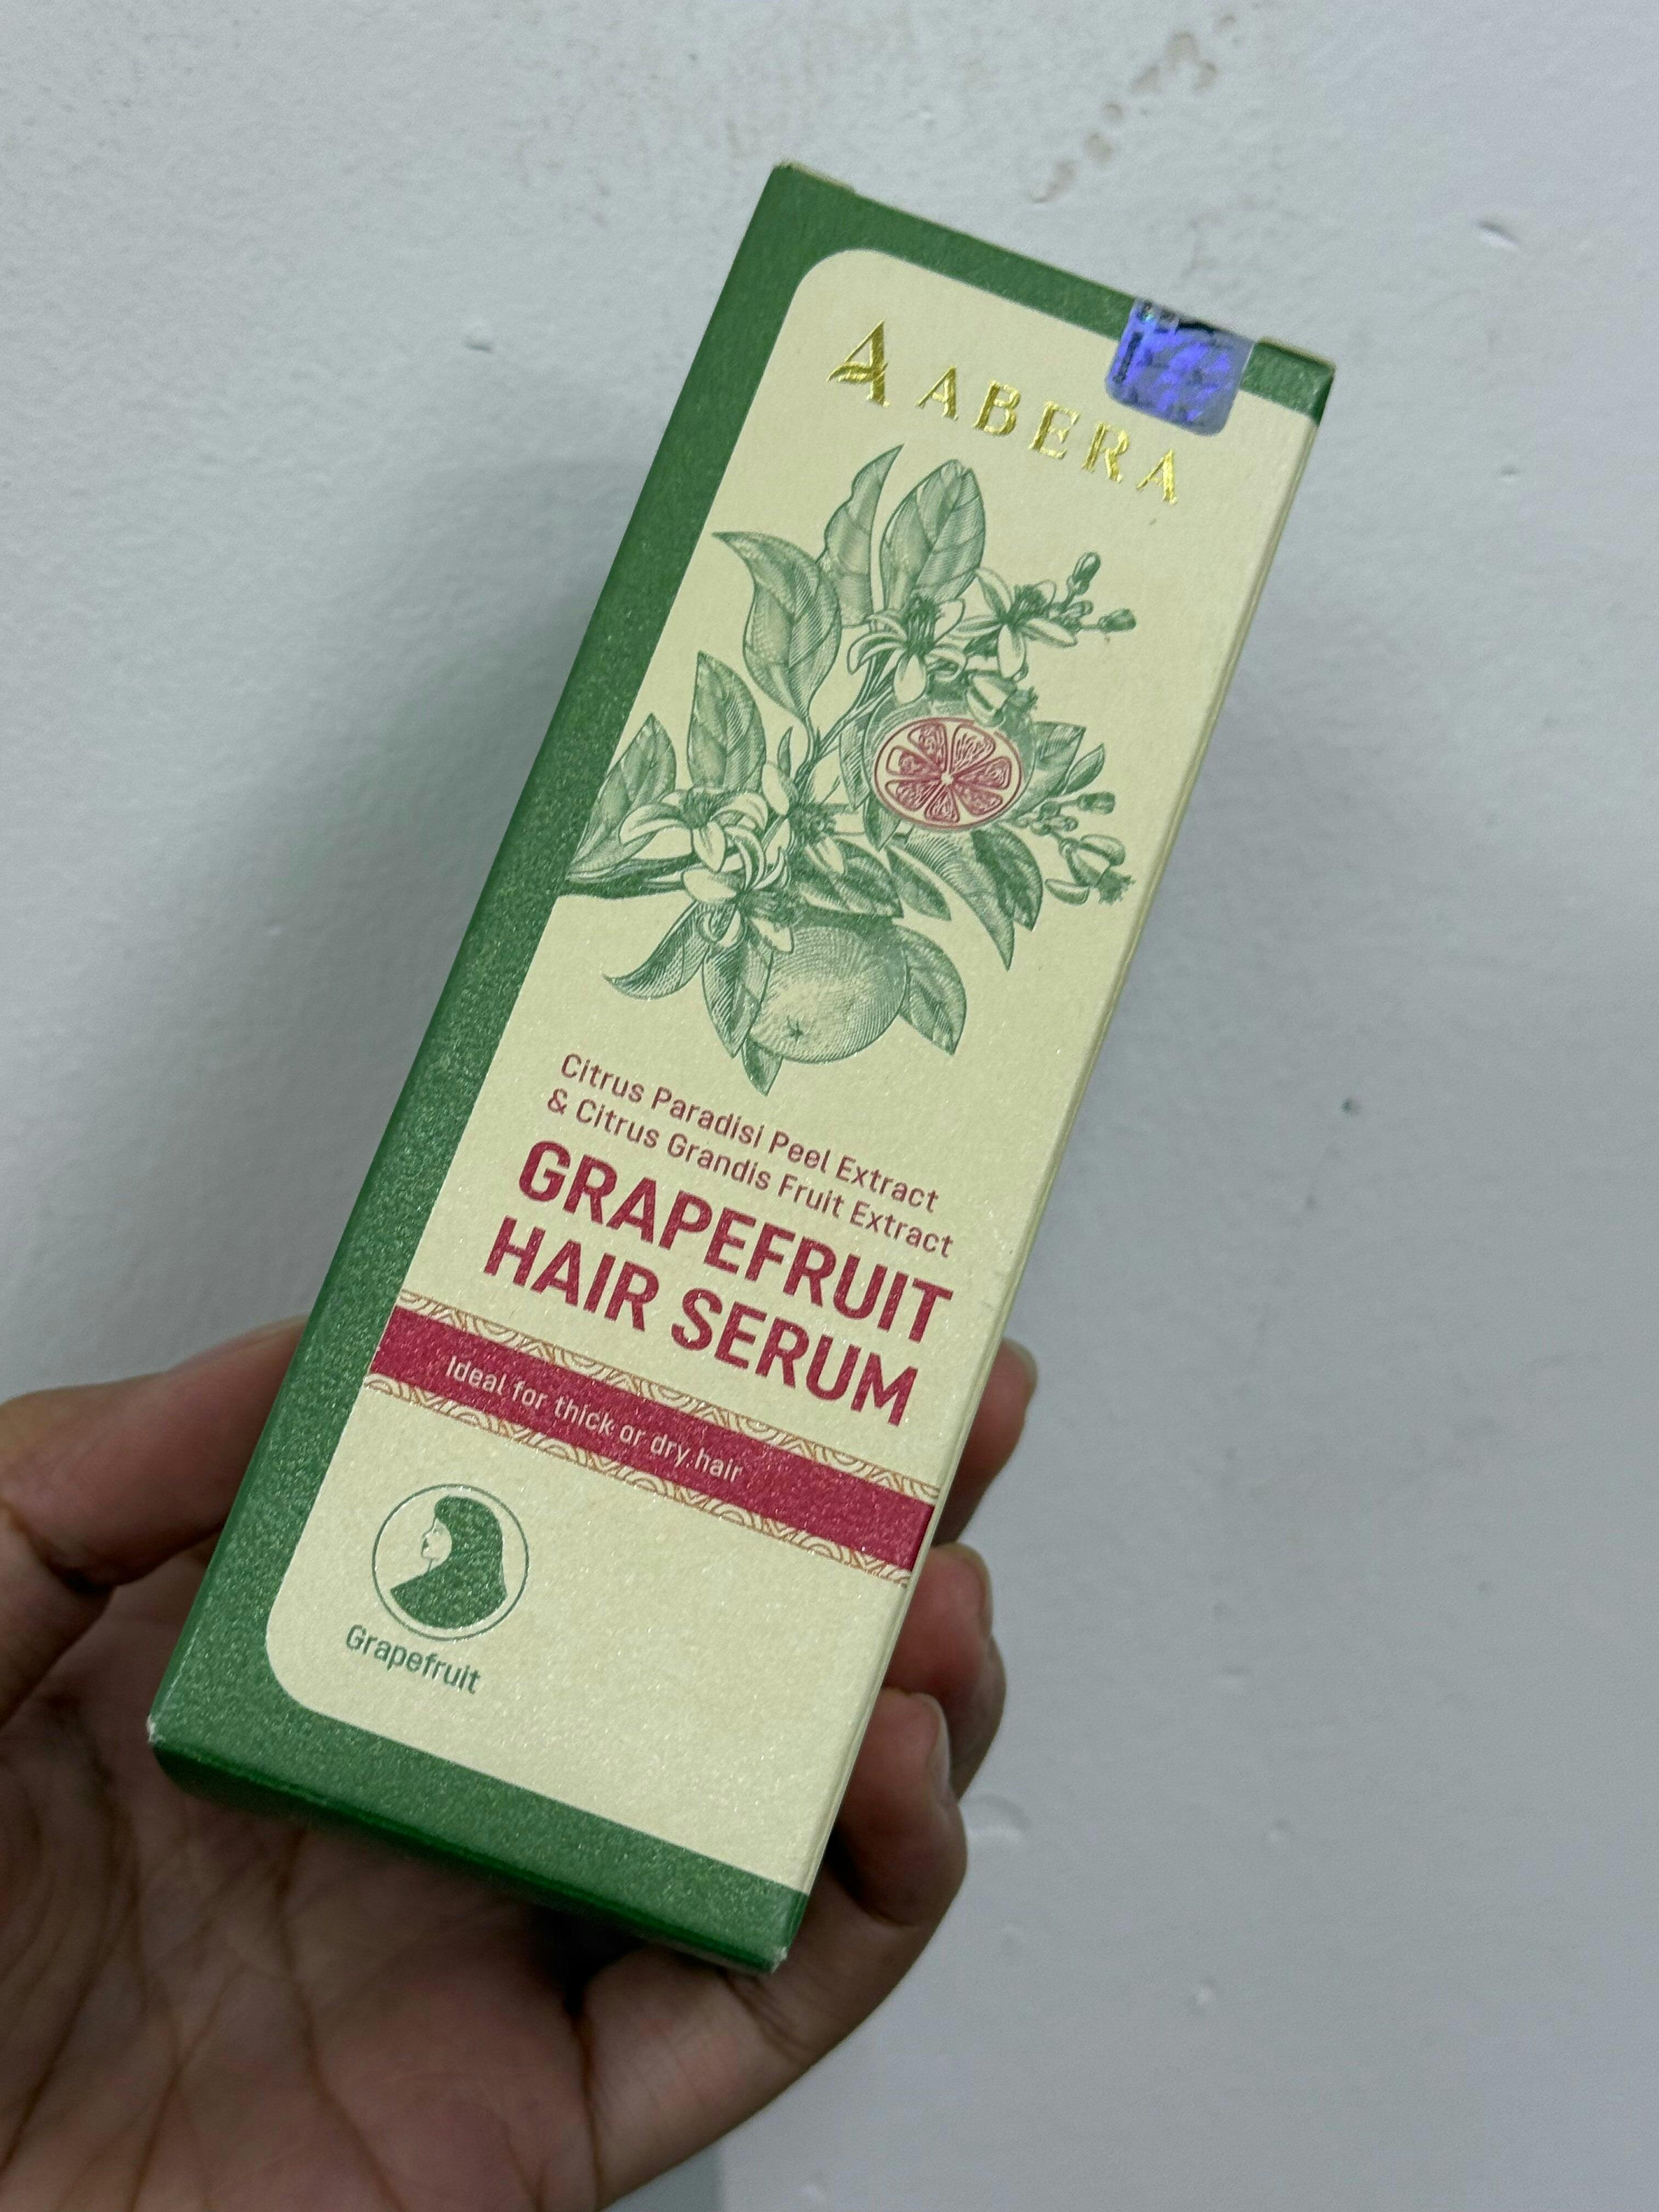 ABERA
Citrus Paradisi Peel Extract
& Citrus Grandis Fruit Extract
GRAPEFRUIT
HAIR SERUM
Ideal for thick or dry hair
Grapefruit